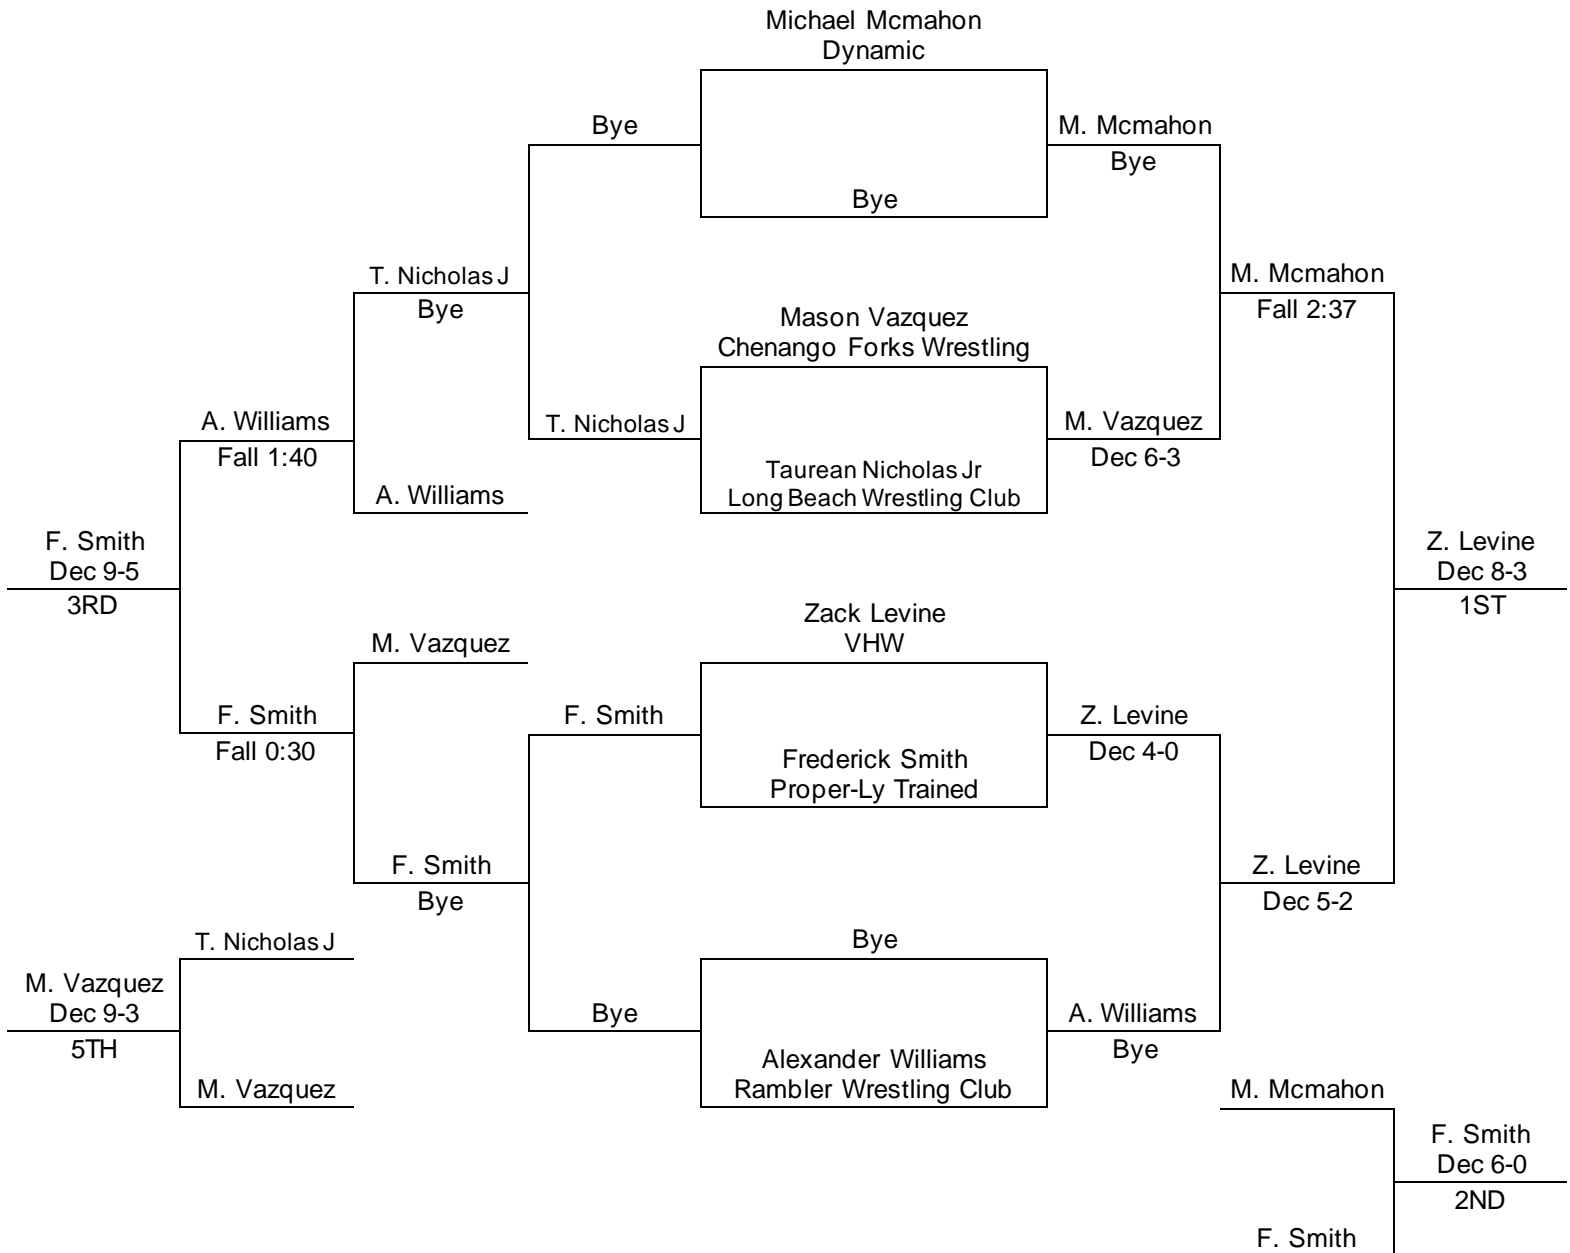 Michael Mcmahon
Dynamic
Bye
M. Mcmahon
Bye
Bye
T. Nicholas J
Bye
M. Mcmahon
Fall 2:37
Mason Vazquez
Chenango Forks Wrestling
A. Williams
Fall 1:40
T. Nicholas J
M. Vazquez
Dec 6-3
Taurean Nicholas Jr
Long Beach Wrestling Club
A. Williams
F. Smith
Dec 9-5
3RD
Z. Levine
Dec 8-3
1ST
Zack Levine
VHW
M. Vazquez
F. Smith
Fall 0:30
F. Smith
Z. Levine
Dec 4-0
Frederick Smith
Proper-Ly Trained
F. Smith
Bye
Z. Levine
Dec 5-2
T. Nicholas J
Bye
M. Vazquez
Dec 9-3
5TH
Bye
A. Williams
Bye
Alexander Williams
Rambler Wrestling Club
M. Vazquez
M. Mcmahon
F. Smith
Dec 6-0
2ND
F. Smith